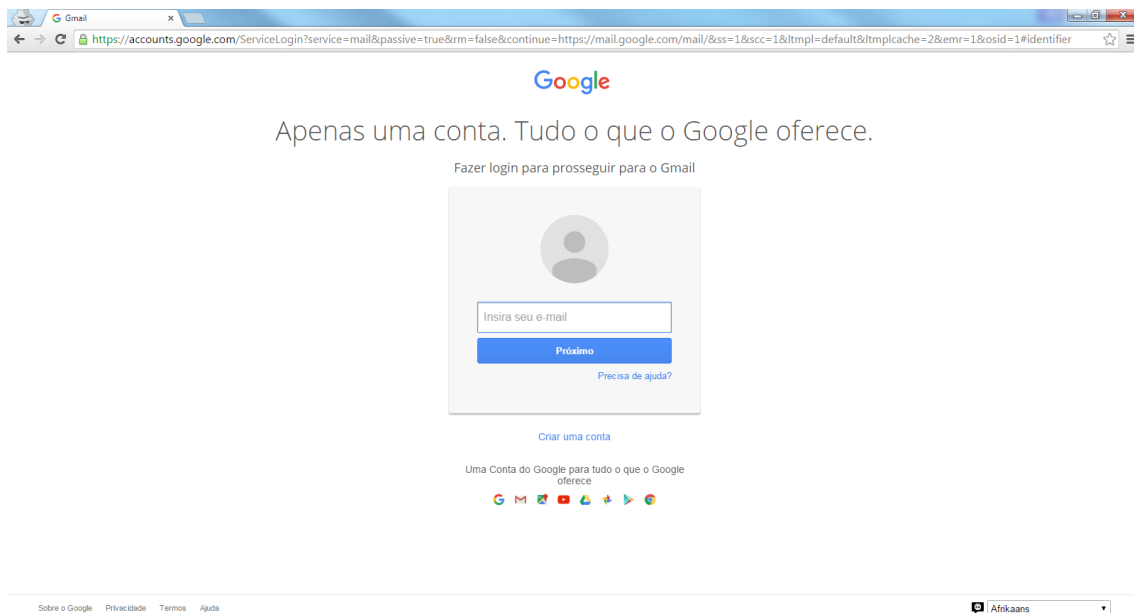 Gmail
https://accounts.google.com/ServiceLogin?service=mail&passive=true&rm=false&continue=https://mail.google.com/mail/&ss=1&scc=1&ltmpl=default&ltmplcache=2&emr=1&osid=1#identifier
Google
Apenas uma conta. Tudo o que o Google oferece.
Fazer login para prosseguir para o Gmail
Insira seu e-mail
Próximo
Precisa de ajuda?
Criar uma conta
Uma Conta do Google para tudo o que o Google
oferece
Sobre o Google Privacidade Termos Ajuda Afrikaans